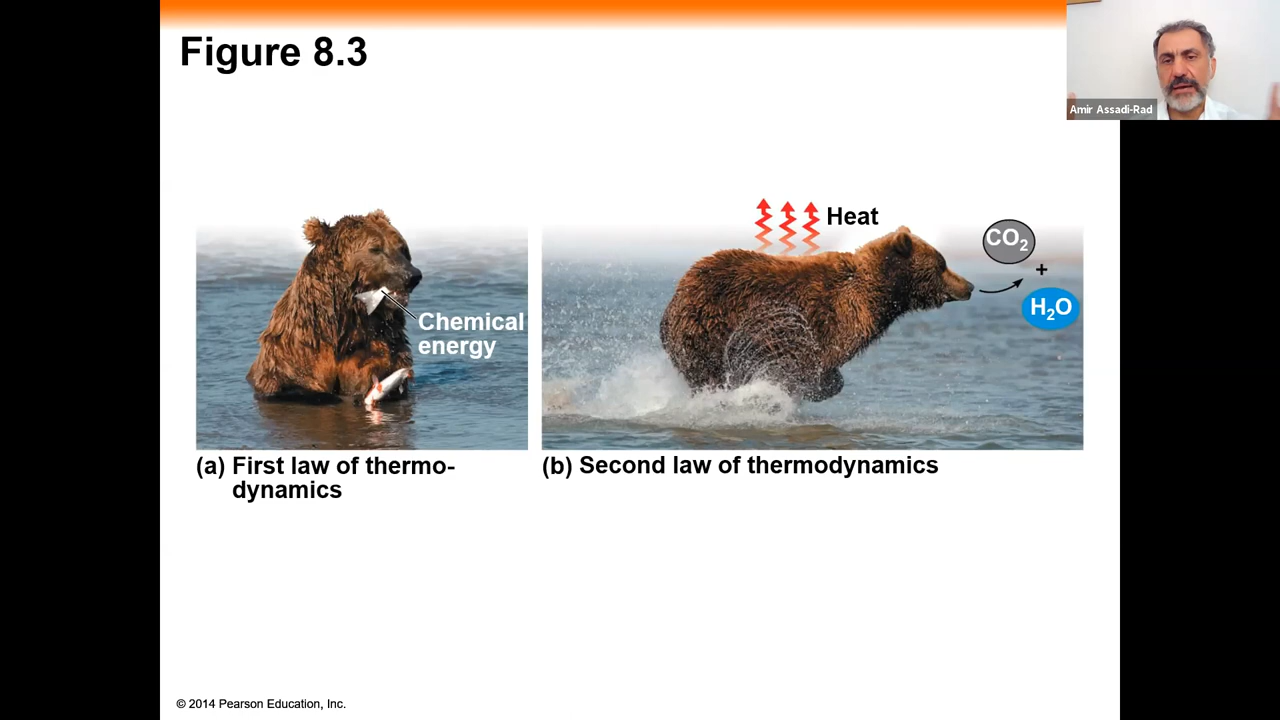 Figure 8.3
Amir Assadi-Rad
Heat
CO2
+
H2O
Chemical
energy
(a) First law of thermo-
dynamics
(b) Second law of thermodynamics
© 2014 Pearson Education, Inc.